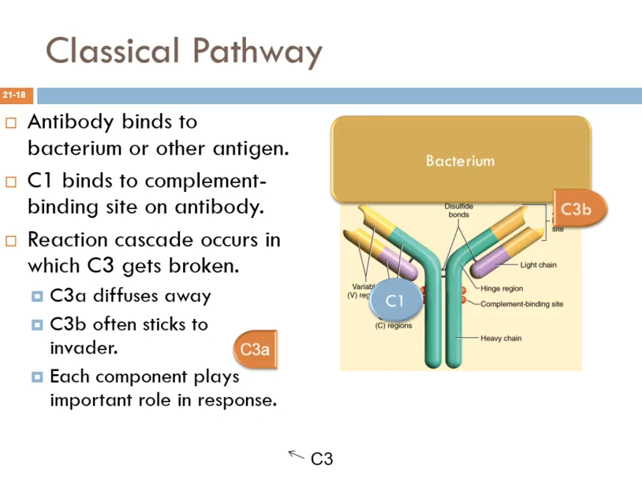 Classical Pathway
21-18
Antibody binds to
bacterium or other antigen.
C1 binds to complement-
binding site on antibody.
Reaction cascade occurs in
which C3 gets broken.
C3a diffuses away
C3b often sticks to
invader.
Each component plays
important role in response.
C3a
C3
Bacterium
C3b
Disulfide
bonds
site
Light chain
Hinge region
Complement-binding site
Heavy chain
(V)
C1
(C) regions